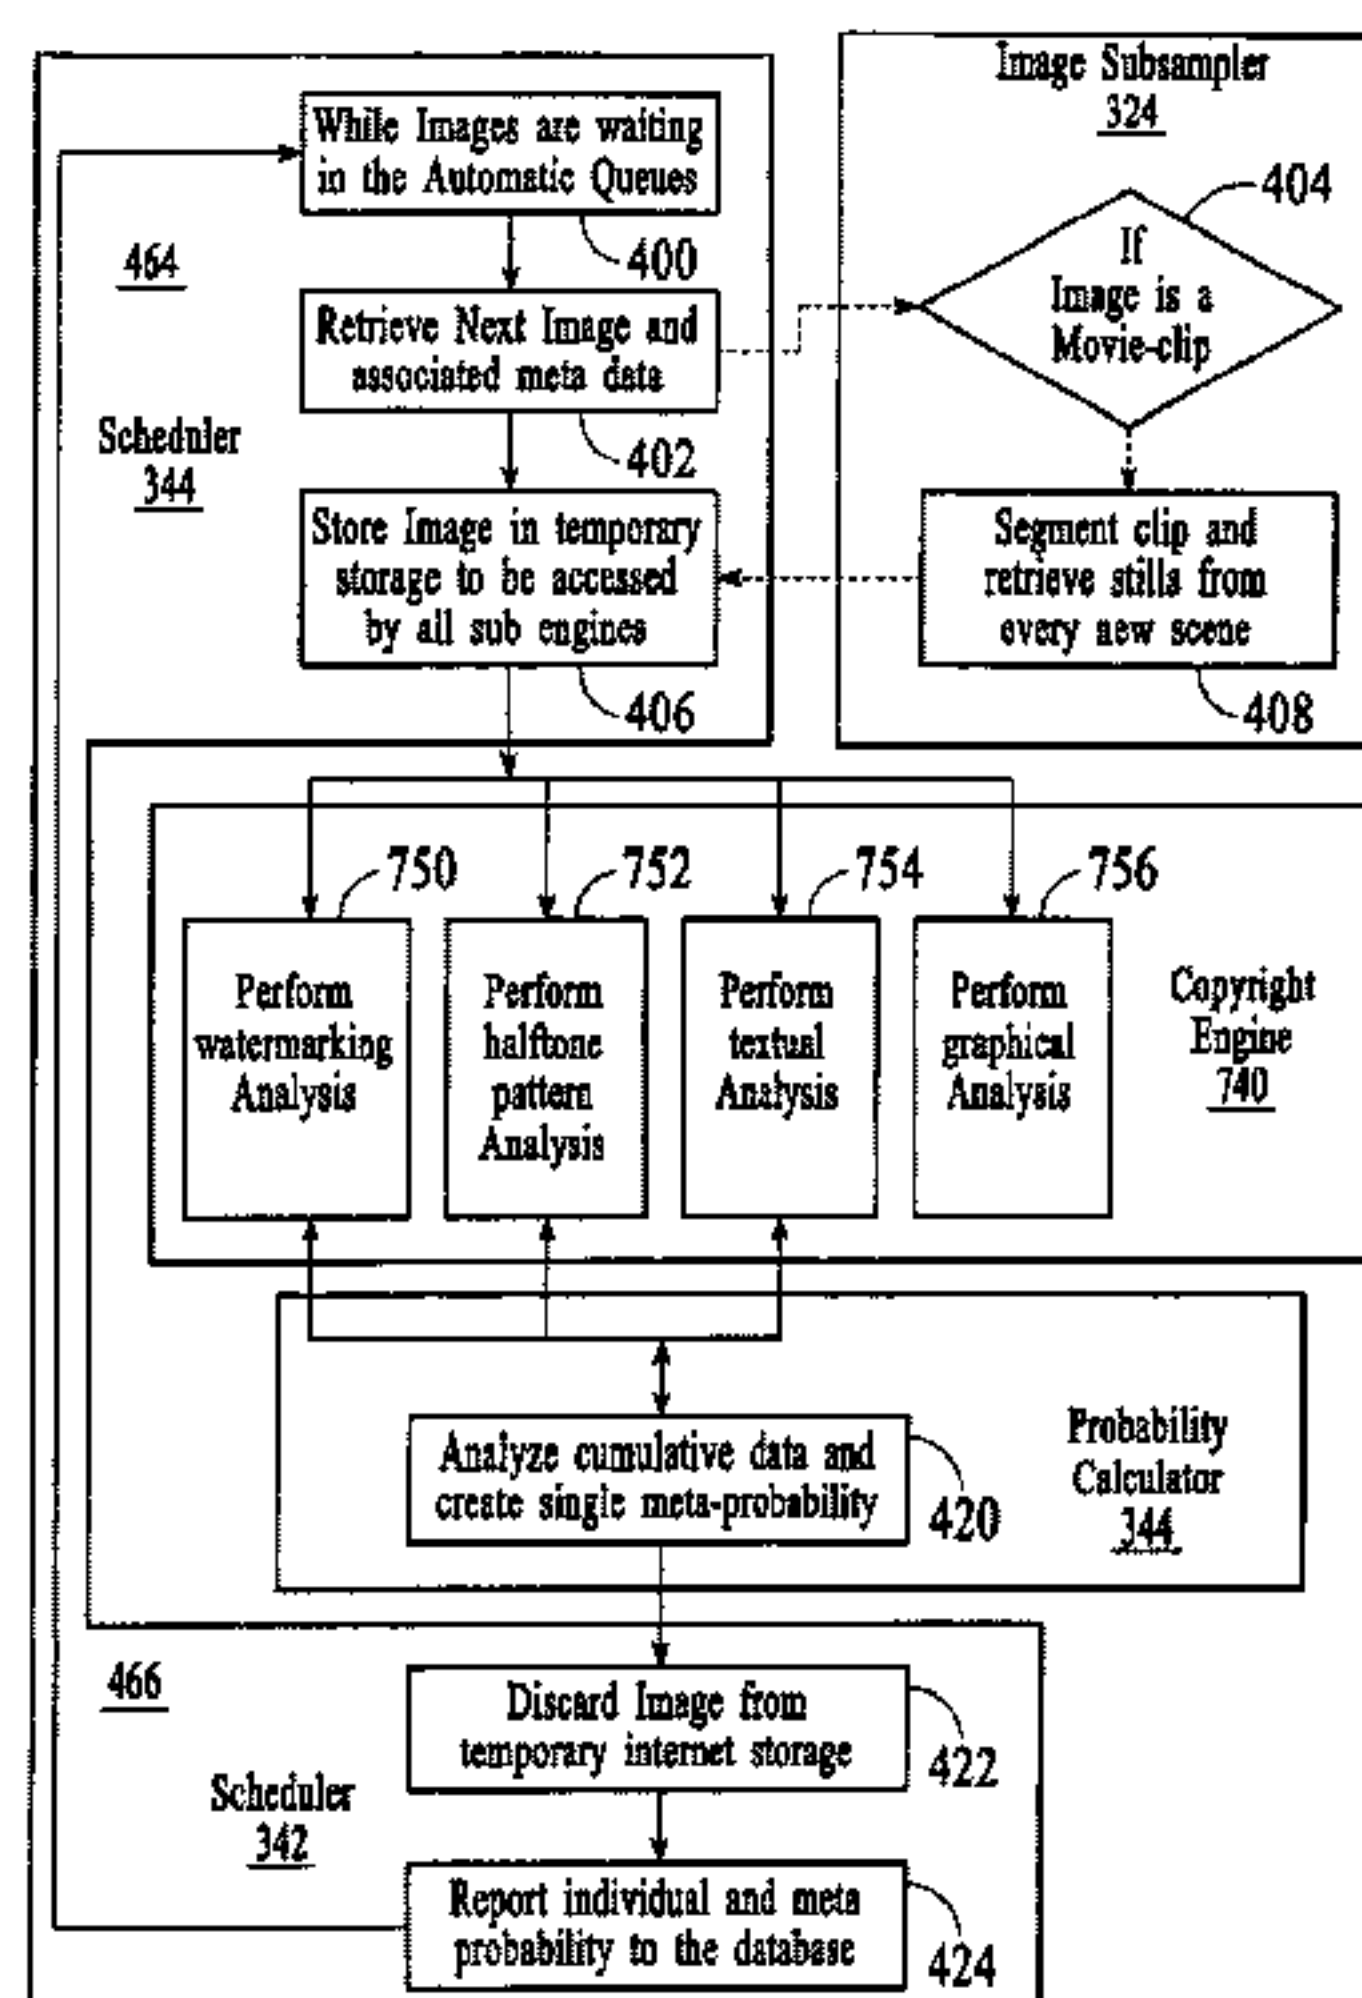 Image Subsampler
324
While Images are waiting
in the Automatic Queues
400
404
If
Image is a
Movie-clip
464
Retrieve Next Image and
associated meta data
402
Scheduler
344
Store Image in temporary
storage to be accessed
by all sub engines
406
Segment clip and
retrieve stills from
every new scene
408
750
752
754
756
Perform
watermarking
Analysis
Perform
halftone
pattern
Analysis
Perform
textual
Analysis
Perform
graphical
Analysis
Copyright
Engine
740
Analyze cumulative data and
create single meta-probability
420
Probability
Calculator
344
466
Discard Image from
temporary internet storage
422
Scheduler
342
Report individual and meta
probability to the database
424